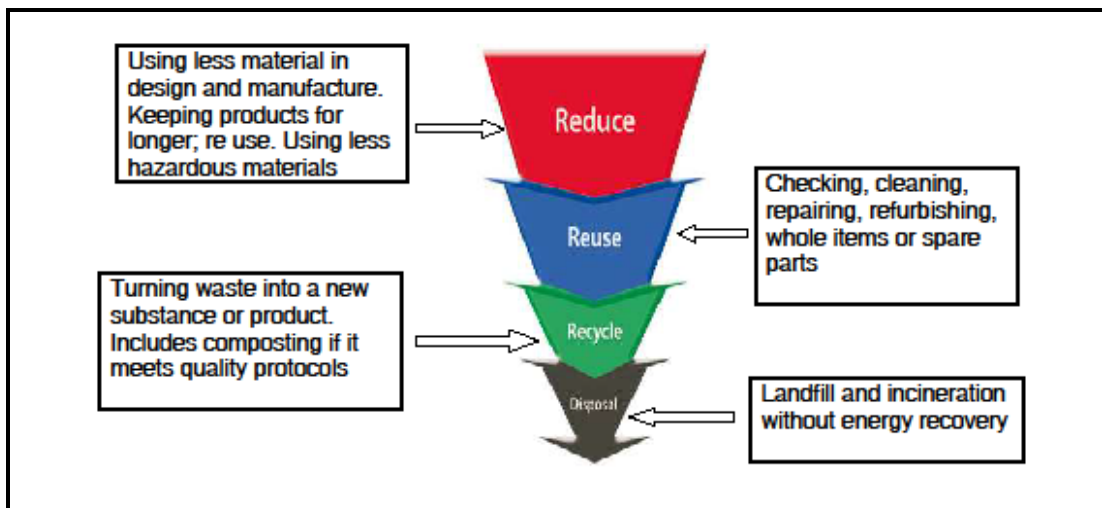 Using less material in
design and manufacture.
Keeping products for
longer; re use. Using less
hazardous materials
Reduce
Checking, cleaning,
repairing, refurbishing,
whole items or spare
parts
Reuse
Turning waste into a new
substance or product.
Includes composting if it
meets quality protocols
Recycle
Landfill and incineration
without energy recovery
Disposal